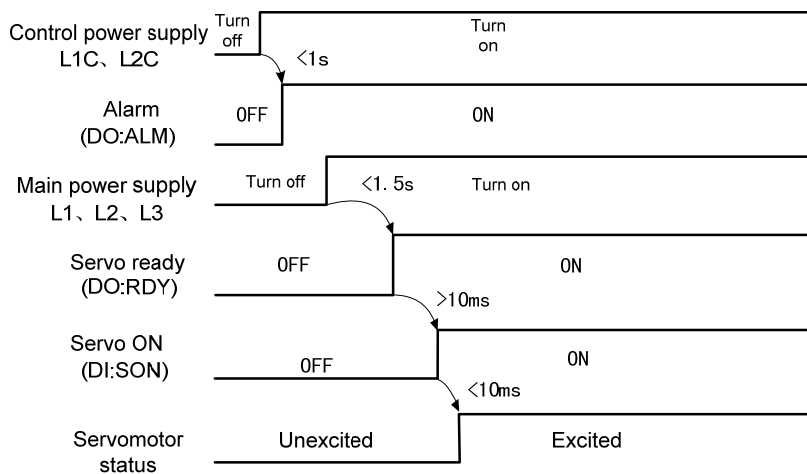 Control power supply
L1C、L2C
Turn
off
<1s
Turn
on
Alarm
(DO:ALM)
OFF
ON
Main power supply
L1、L2、L3
Turn off
<1.5s
Turn on
Servo ready
(DO:RDY)
OFF
ON
>10ms
Servo ON
(DI:SON)
OFF
ON
<10ms
Servomotor
status
Unexcited
Excited